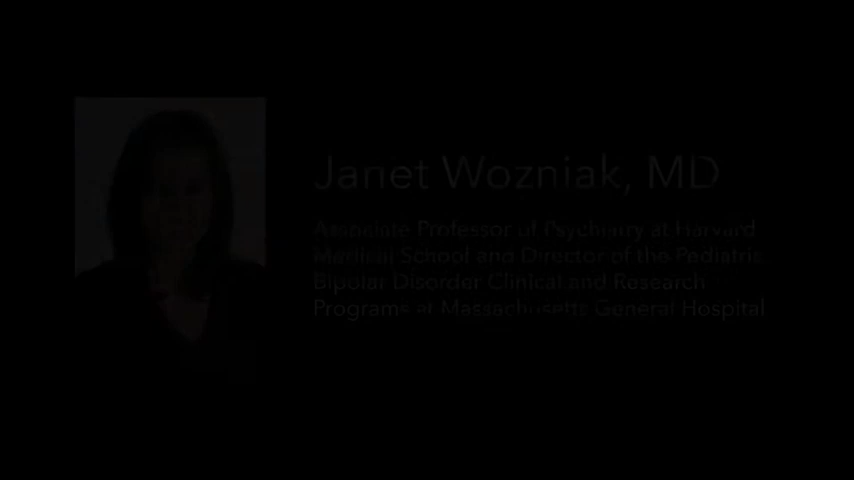 Janet Wozniak, MD
Associate Professor of Psychiatry at Harvard
Medical School and Director of the Pediatric
Bipolar Disorder Clinical and Research
Programs at Massachusetts General Hospital